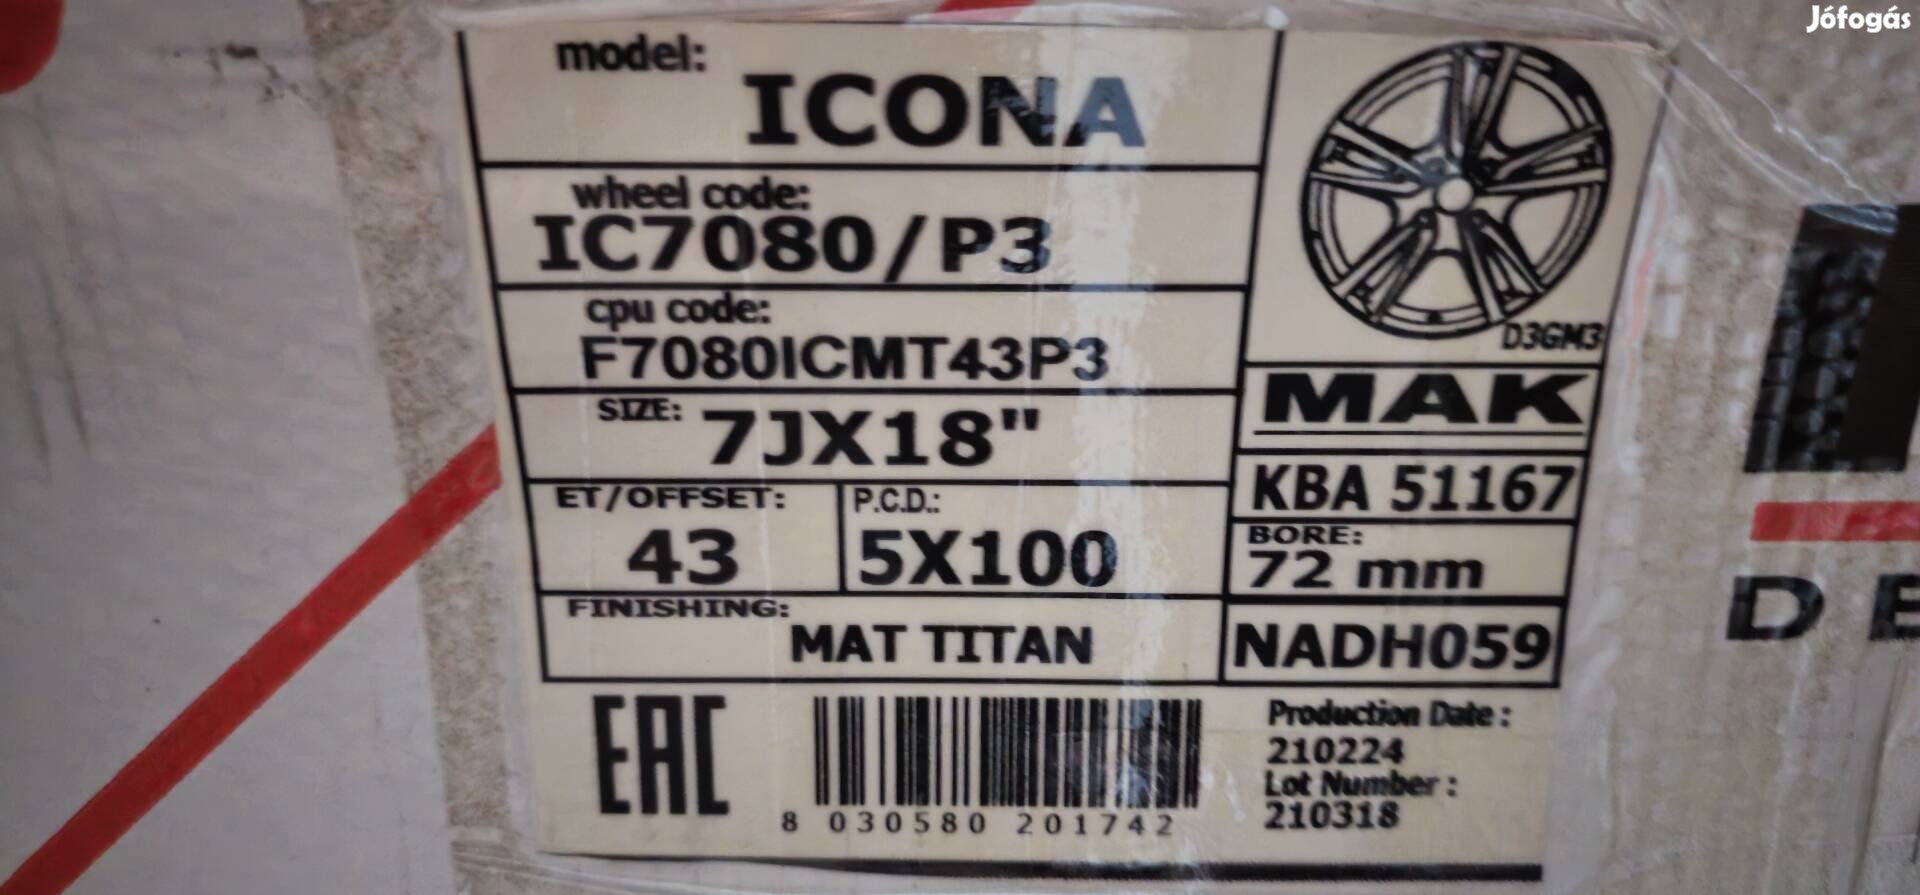 Jófogás
model:
ICONA
wheel code:
IC7080/P3
cpu code:
F7080ICMT43P3
D3GM3
SIZE: 7JX18"
MAK
ET/OFFSET:
43
P.C.D.:
5X100
KBA 51167
BORE:
72 mm
FINISHING:
MAT TITAN
NADH059
EAC
8 030580 201742
Production Date :
210224
Lot Number :
210318
DE